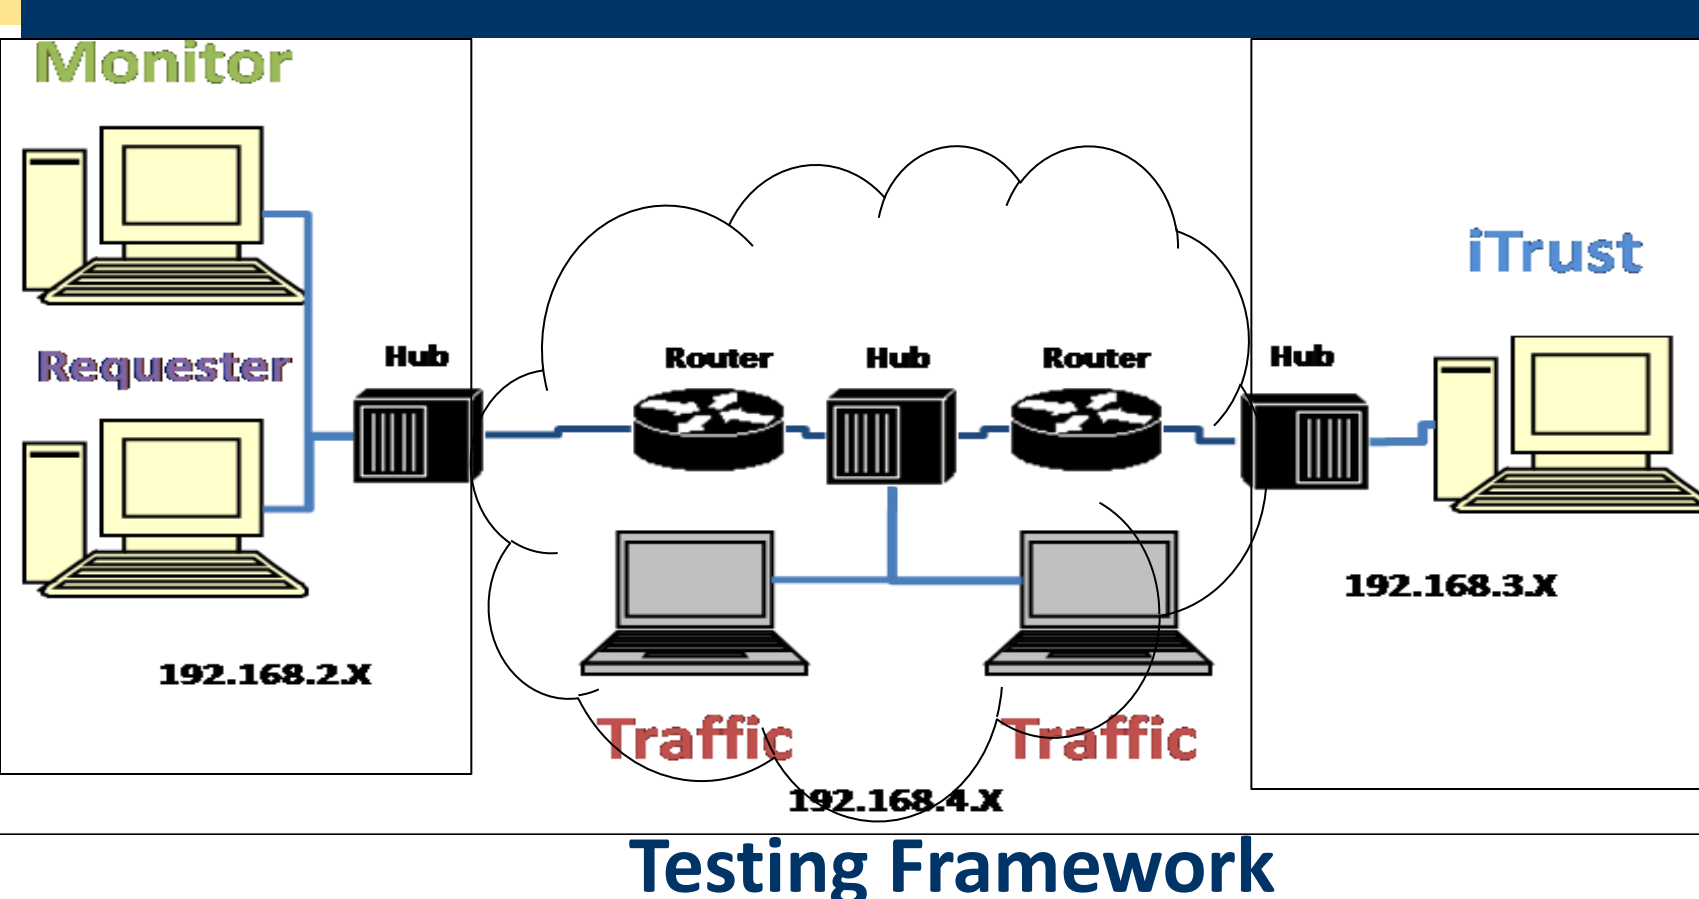 Monitor
iTrust
Requester
Hub
Router
Hub
Router
Hub
192.168.3.X
192.168.2.X
Traffic
Traffic
192.168.4.X
Testing Framework